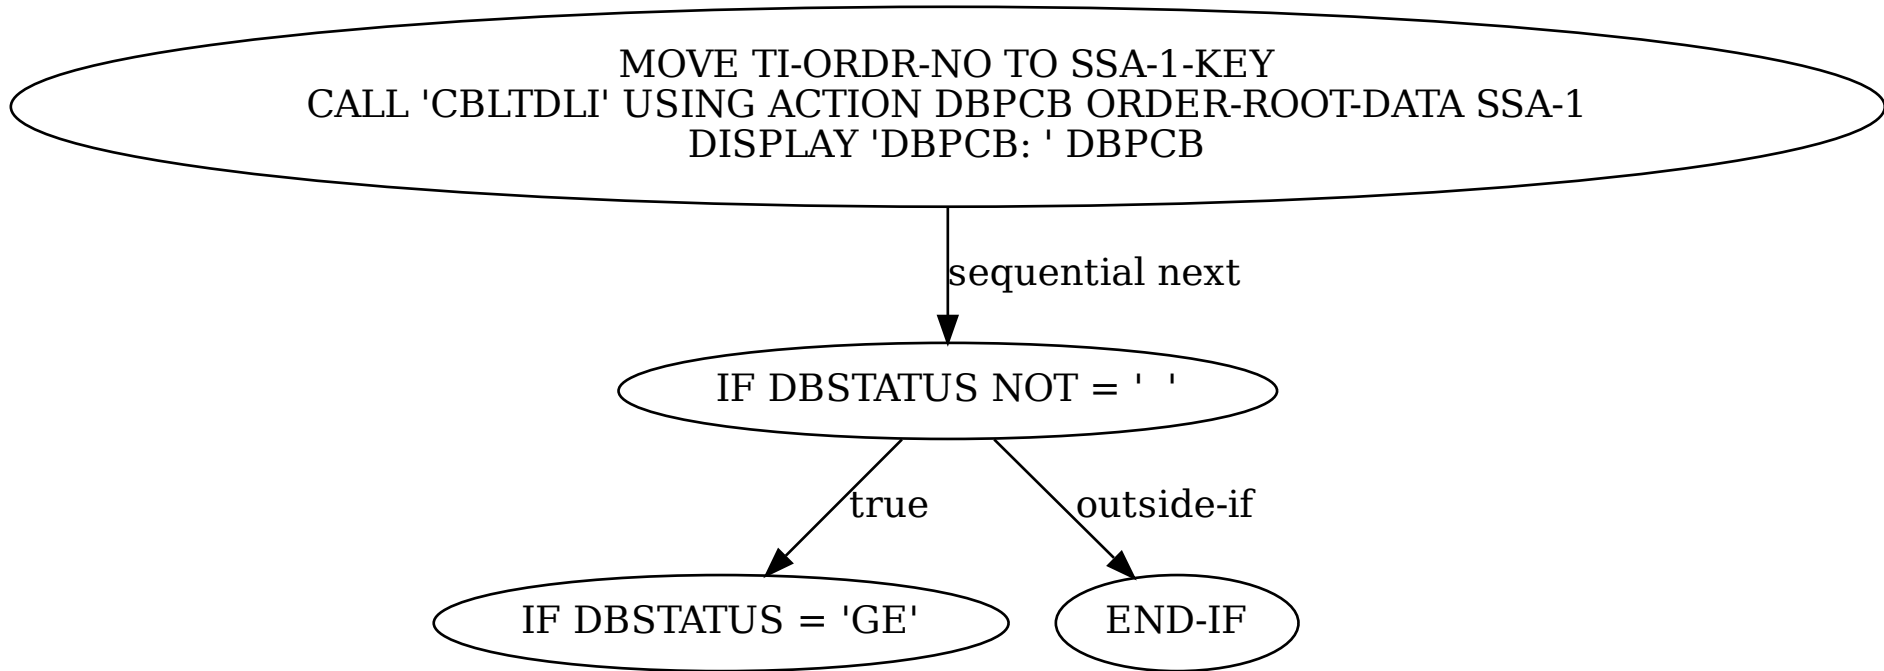 MOVE TI-ORDR-NO TO SSA-1-KEY
CALL 'CBLTDLI' USING ACTION DBPCB ORDER-ROOT-DATA SSA-1
DISPLAY 'DBPCB: ' DBPCB
sequential next
IF DBSTATUS NOT = '  '
true
outside-if
IF DBSTATUS = 'GE'
END-IF